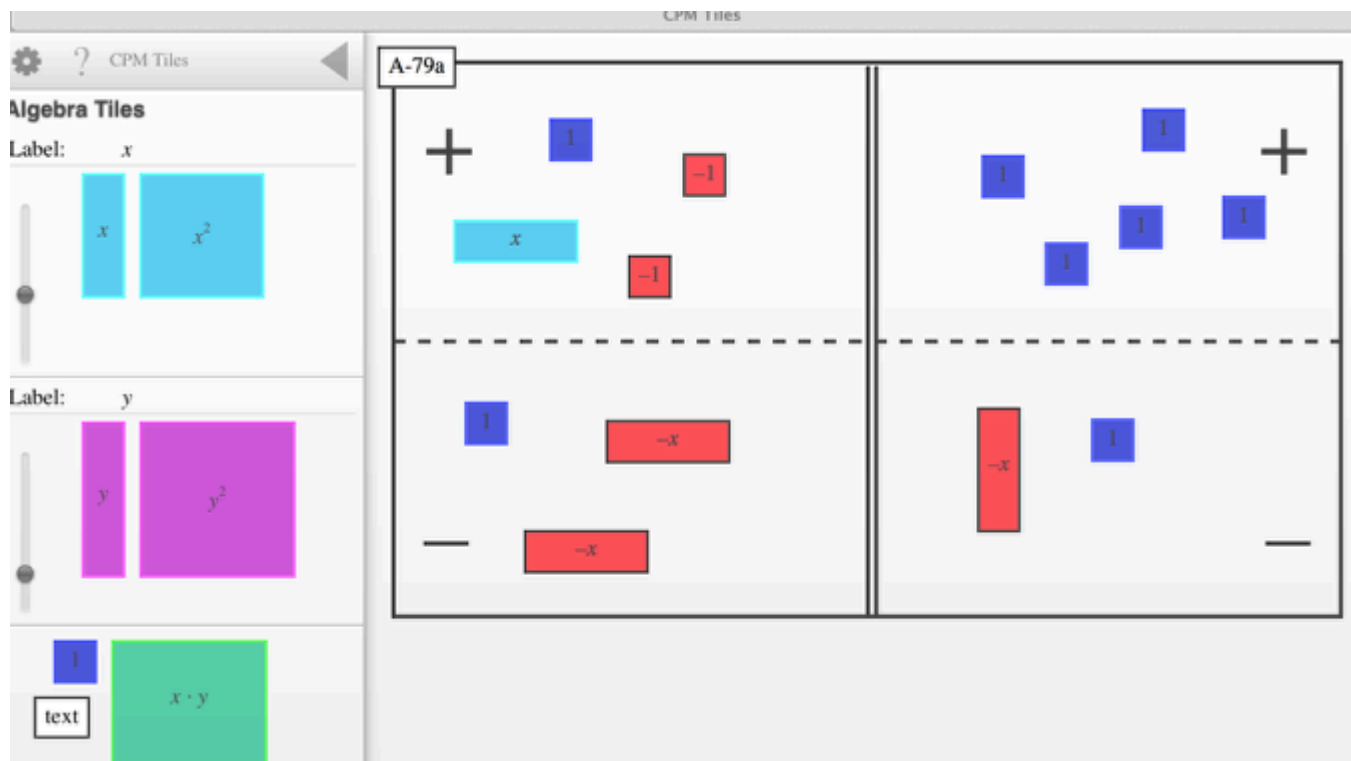 CPM Tiles
? CPM Tiles
Algebra Tiles
Label: x
x x²
Label: y
y y²
1
x · y
text
A-79a
+ 1 -1
x
-1
1 -x
− -x
1 +
1
1 1
1
-x 1
−